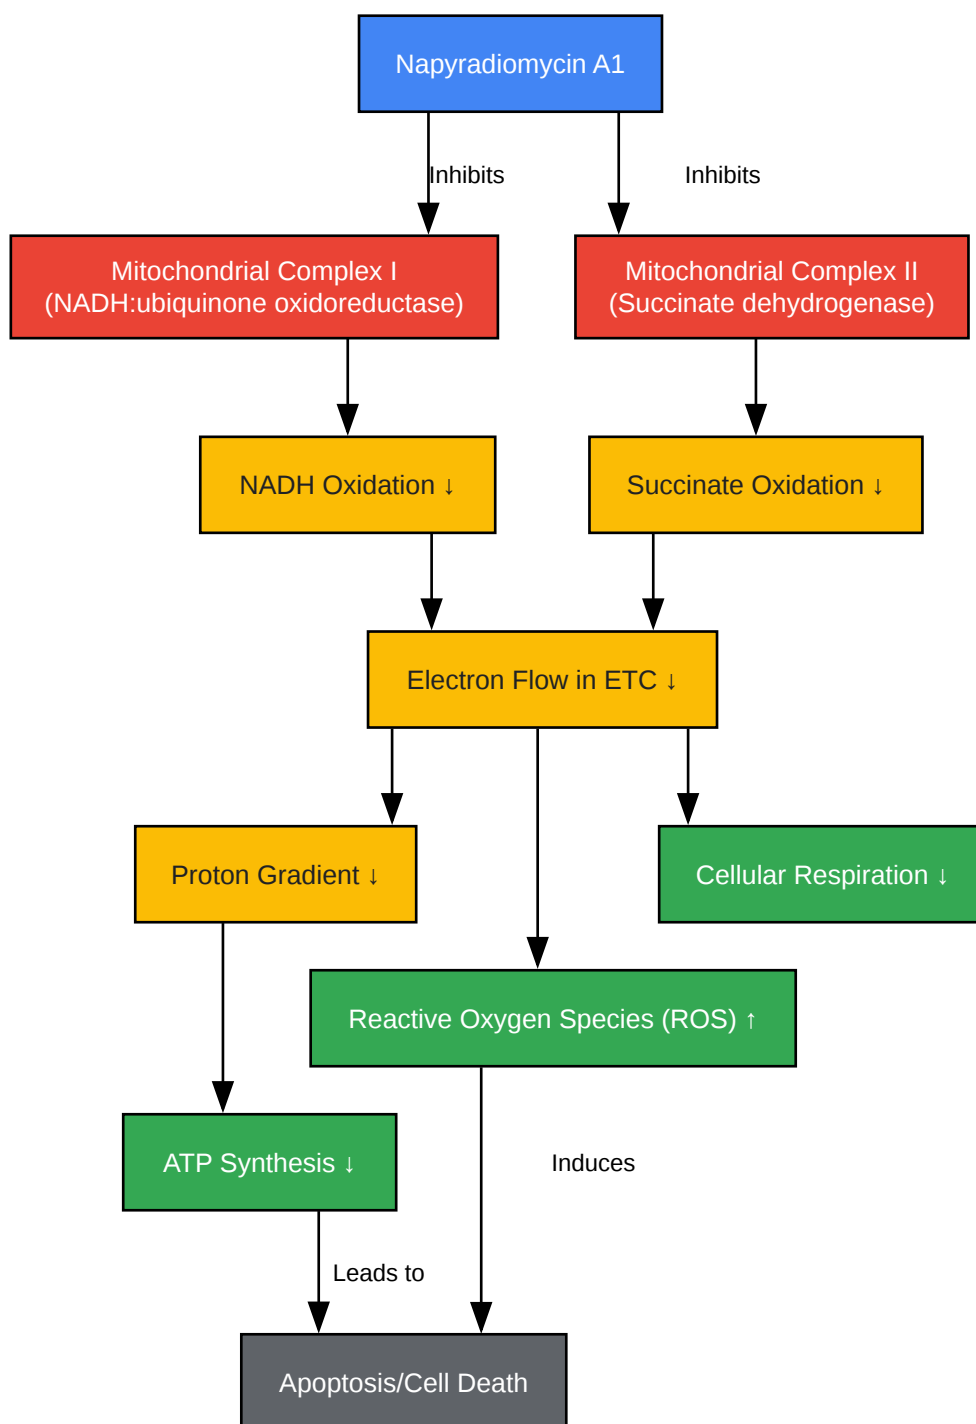 Napyradiomycin A1
Inhibits
Inhibits
Mitochondrial Complex I
(NADH:ubiquinone oxidoreductase)
Mitochondrial Complex II
(Succinate dehydrogenase)
NADH Oxidation ↓
Succinate Oxidation ↓
Electron Flow in ETC ↓
Proton Gradient ↓
Cellular Respiration ↓
Reactive Oxygen Species (ROS) ↑
ATP Synthesis ↓
Induces
Leads to
Apoptosis/Cell Death